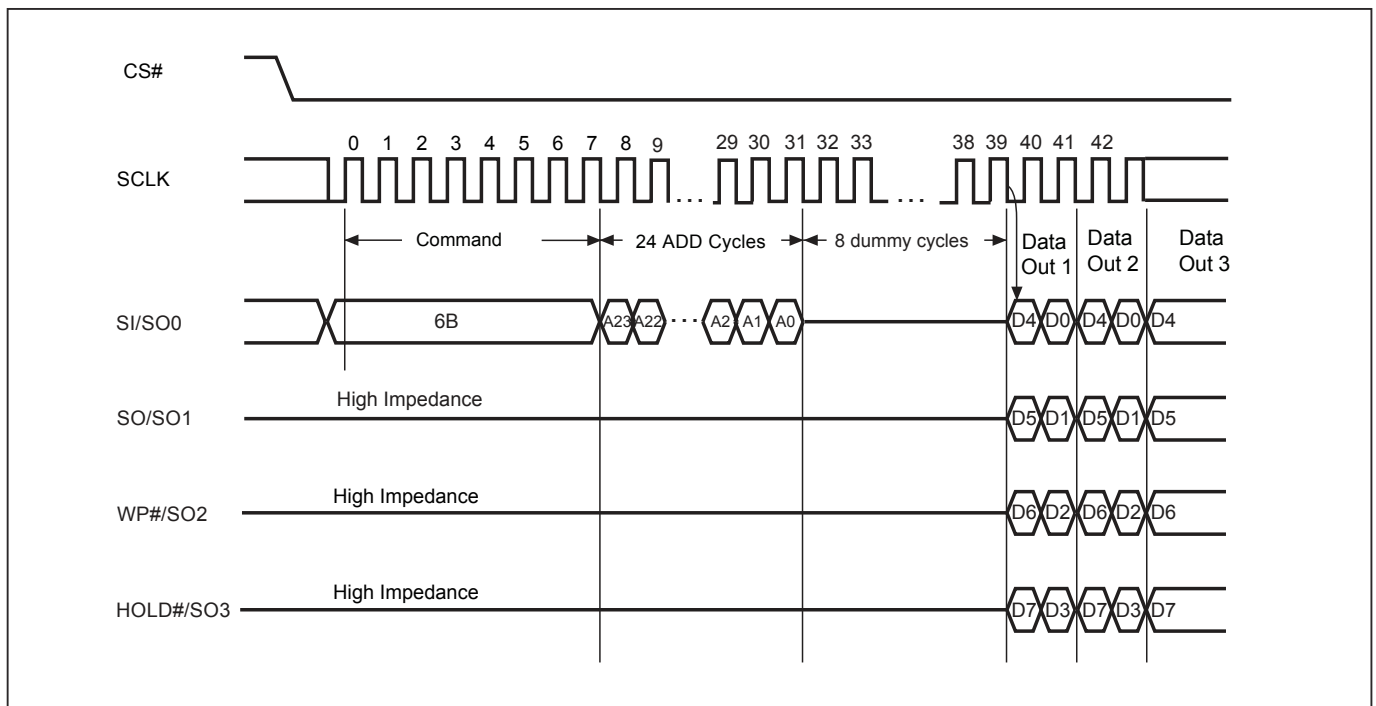 CS#
0 1 2 3 4 5 6 7 8 9 29 30 31 32 33 38 39 40 41 42
SCLK . . . . . .
Command 24 ADD Cycles 8 dummy cycles Data Out 1 Data Out 2 Data Out 3
SI/SO0 6B A23 A22 . . . A2 A1 A0 D4 D0 D4 D0 D4
High Impedance
SO/SO1 D5 D1 D5 D1 D5
High Impedance
WP#/SO2 D6 D2 D6 D2 D6
High Impedance
HOLD#/SO3 D7 D3 D7 D3 D7